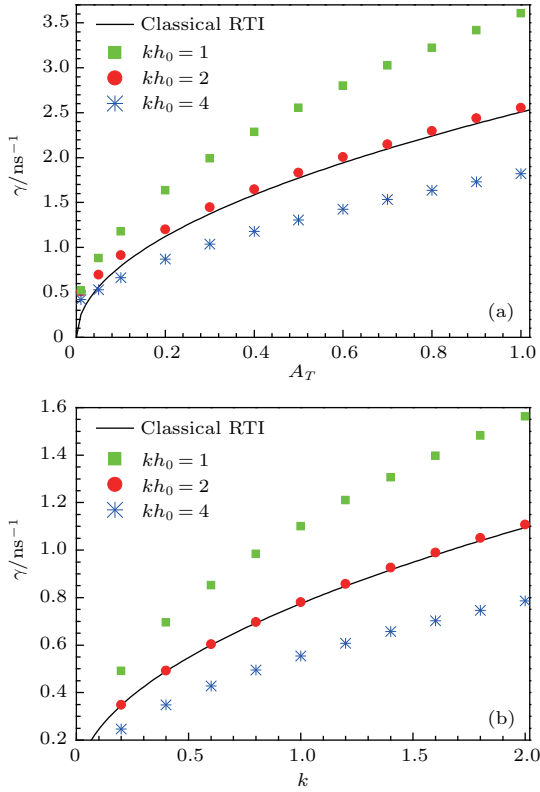 3.5
3.0
2.5
2.0
1.5
1.0
0.5
0
γ/ns⁻¹
Classical RTI
kh₀ = 1
kh₀ = 2
kh₀ = 4
(a)
0 0.2 0.4 0.6 0.8 1.0
A_T
1.6
1.4
1.2
1.0
0.8
0.6
0.4
0.2
γ/ns⁻¹
Classical RTI
kh₀ = 1
kh₀ = 2
kh₀ = 4
(b)
0 0.5 1.0 1.5 2.0
k